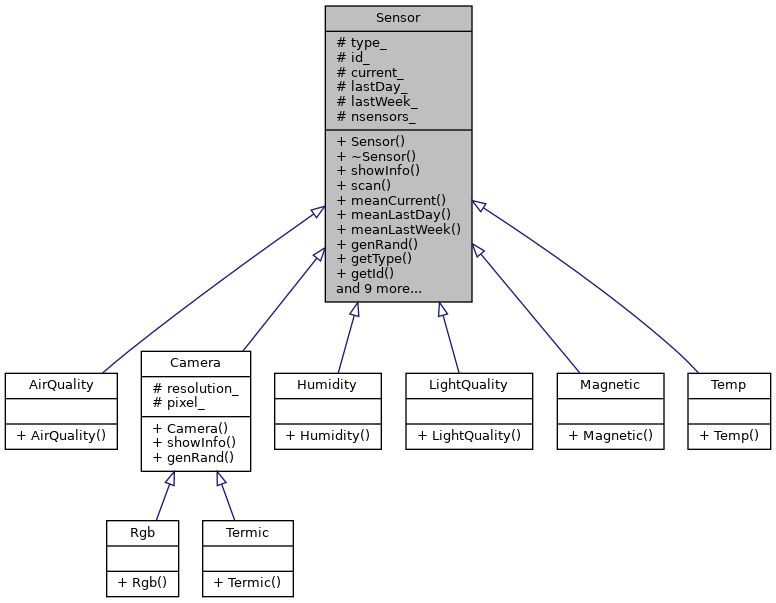 Sensor
# type_
# id_
# current_
# lastDay_
# lastWeek_
# nsensors_
+ Sensor()
+ ~Sensor()
+ showInfo()
+ scan()
+ meanCurrent()
+ meanLastDay()
+ meanLastWeek()
+ genRand()
+ getType()
+ getId()
and 9 more...
AirQuality
+ AirQuality()
Camera
# resolution_
# pixel_
+ Camera()
+ showInfo()
+ genRand()
Humidity
+ Humidity()
LightQuality
+ LightQuality()
Magnetic
+ Magnetic()
Temp
+ Temp()
Rgb
+ Rgb()
Termic
+ Termic()